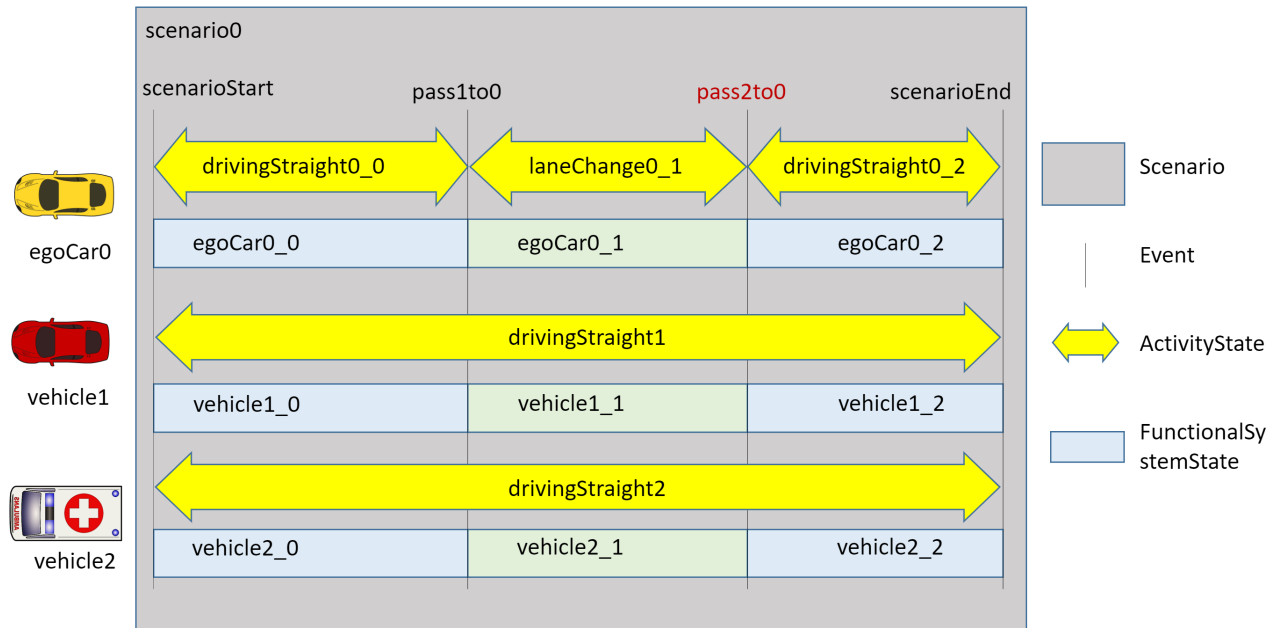 scenario0
scenarioStart
pass1to0
pass2to0
scenarioEnd
drivingStraight0_0
laneChange0_1
drivingStraight0_2
egoCar0
egoCar0_0
egoCar0_1
egoCar0_2
drivingStraight1
vehicle1
vehicle1_0
vehicle1_1
vehicle1_2
drivingStraight2
AMBULANS
vehicle2
vehicle2_0
vehicle2_1
vehicle2_2
Scenario
Event
ActivityState
FunctionalSy
stemState